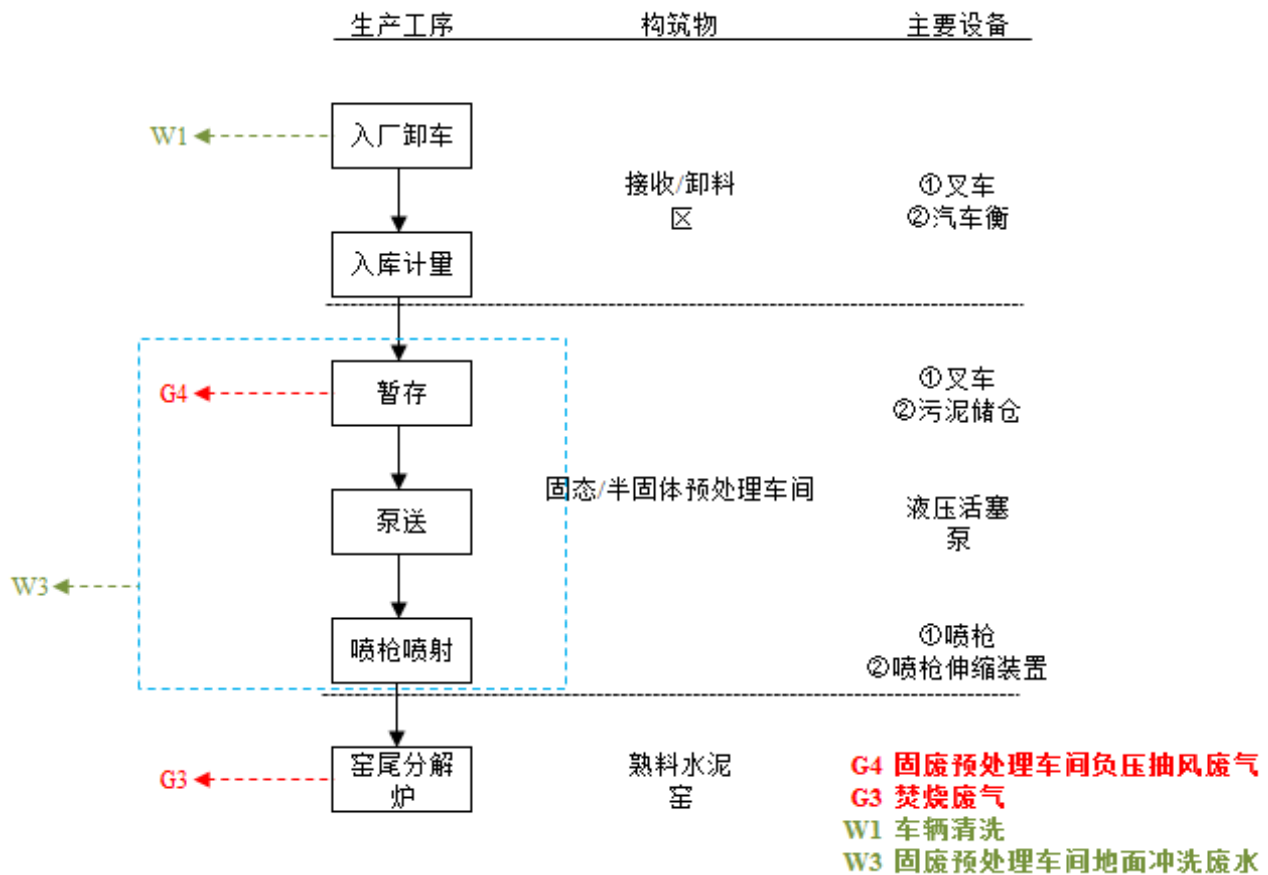 生产工序 构筑物 主要设备
W1
入厂卸车
接收/卸料
区
①叉车
②汽车衡
入库计量
G4
暂存
①叉车
②污泥储仓
固态/半固体预处理车间
泵送
液压活塞
泵
W3
喷枪喷射
①喷枪
②喷枪伸缩装置
G3
窑尾分解
炉
熟料水泥
窑
G4 固废预处理车间负压抽风废气
G3 焚烧废气
W1 车辆清洗
W3 固废预处理车间地面冲洗废水